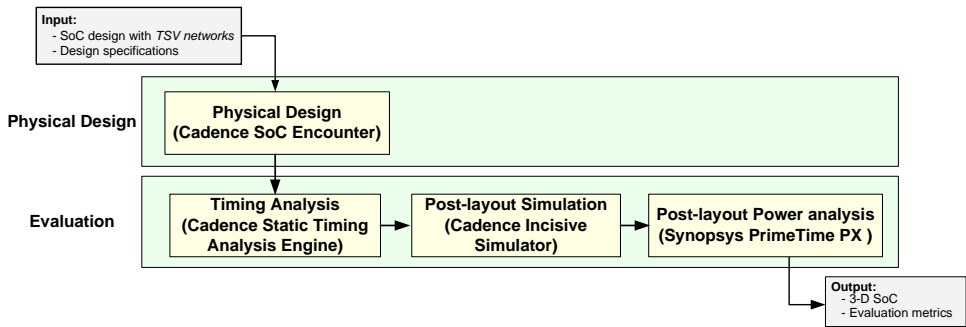 Input:
- SoC design with TSV networks
- Design specifications
Physical Design
Physical Design
(Cadence SoC Encounter)
Evaluation
Timing Analysis
(Cadence Static Timing
Analysis Engine)
Post-layout Simulation
(Cadence Incisive
Simulator)
Post-layout Power analysis
(Synopsys PrimeTime PX )
Output:
- 3-D SoC
- Evaluation metrics